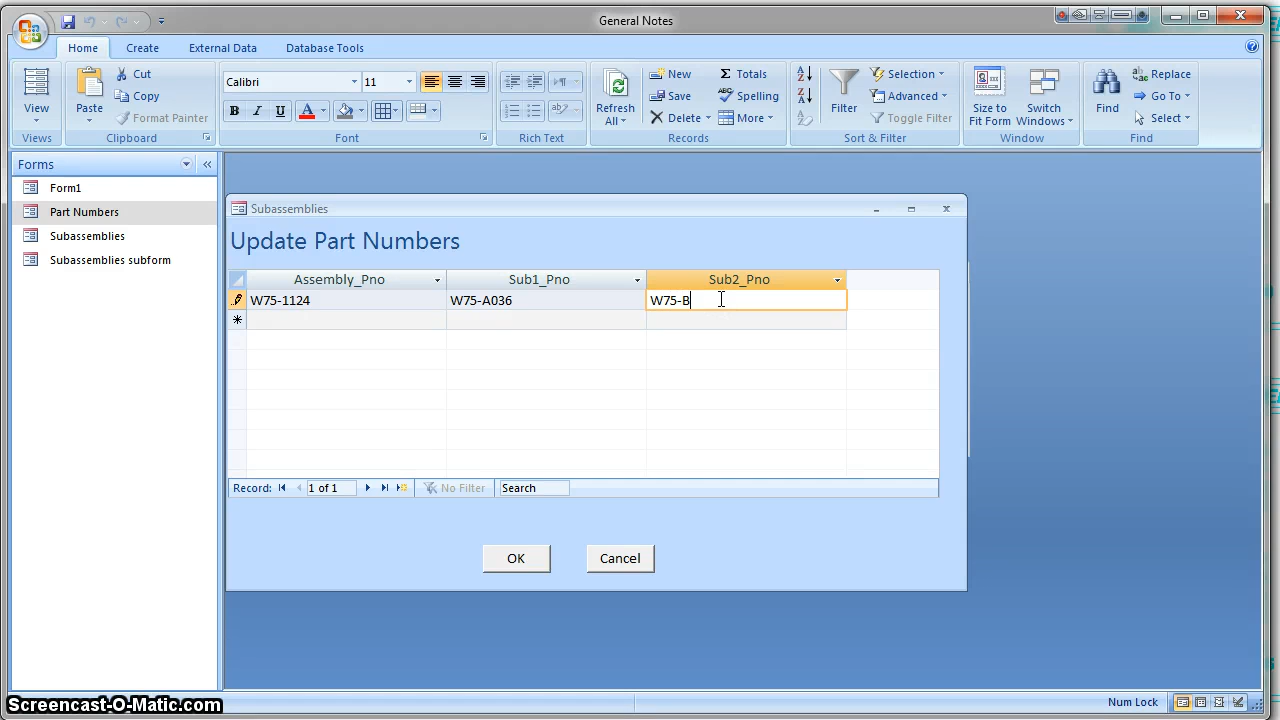 General Notes
Home Create External Data Database Tools
View
Views
Paste
Cut
Copy
Format Painter
Clipboard
Calibri 11
B I U A
Font
Rich Text
Refresh All
New
Save
Delete
Totals
Spelling
More
Records
Filter
Selection
Advanced
Toggle Filter
Sort & Filter
Size to Fit Form
Switch Windows
Window
Find
Replace
Go To
Select
Find
Forms
Form1
Part Numbers
Subassemblies
Subassemblies subform
Subassemblies
Update Part Numbers
Assembly_Pno Sub1_Pno Sub2_Pno
W75-1124 W75-A036 W75-B
Record: 1 of 1 No Filter Search
OK Cancel
Num Lock
Screencast-O-Matic.com